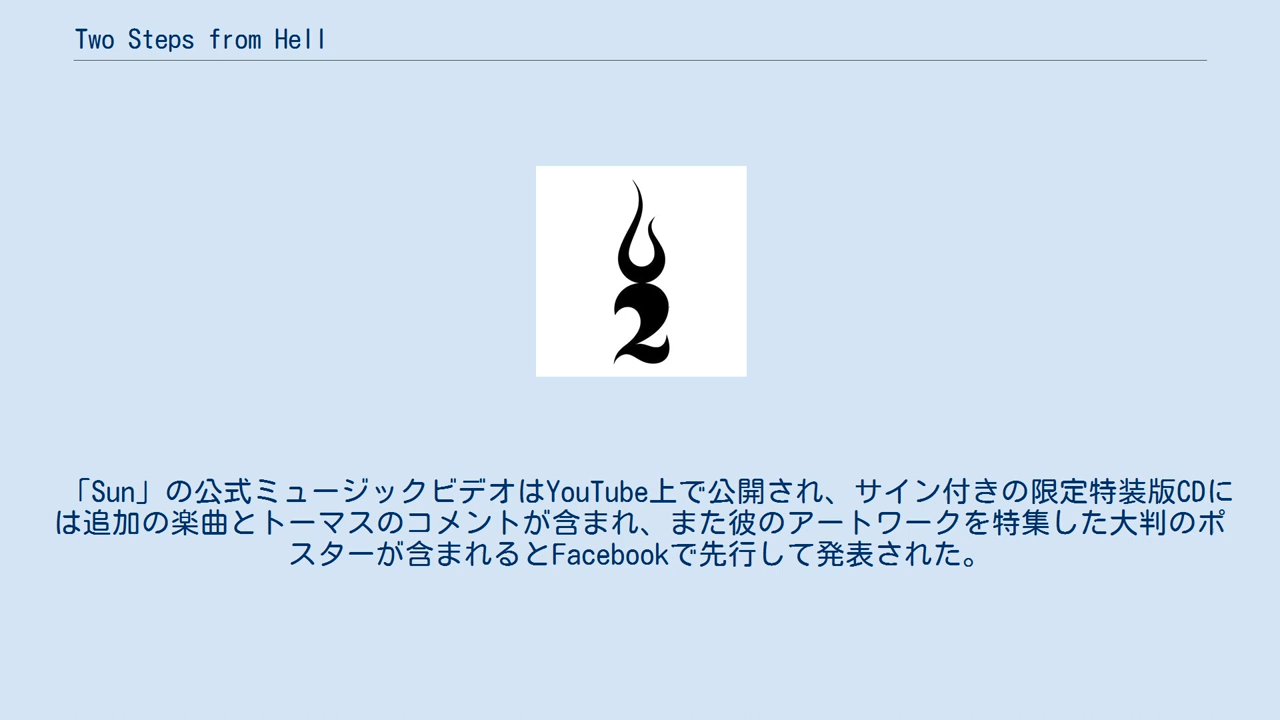 Two Steps from Hell
2
「Sun」の公式ミュージックビデオはYouTube上で公開され、サイン付きの限定特装版CDに
は追加の楽曲とトーマスのコメントが含まれ、また彼のアートワークを特集した大判のポ
スターが含まれるとFacebookで先行して発表された。